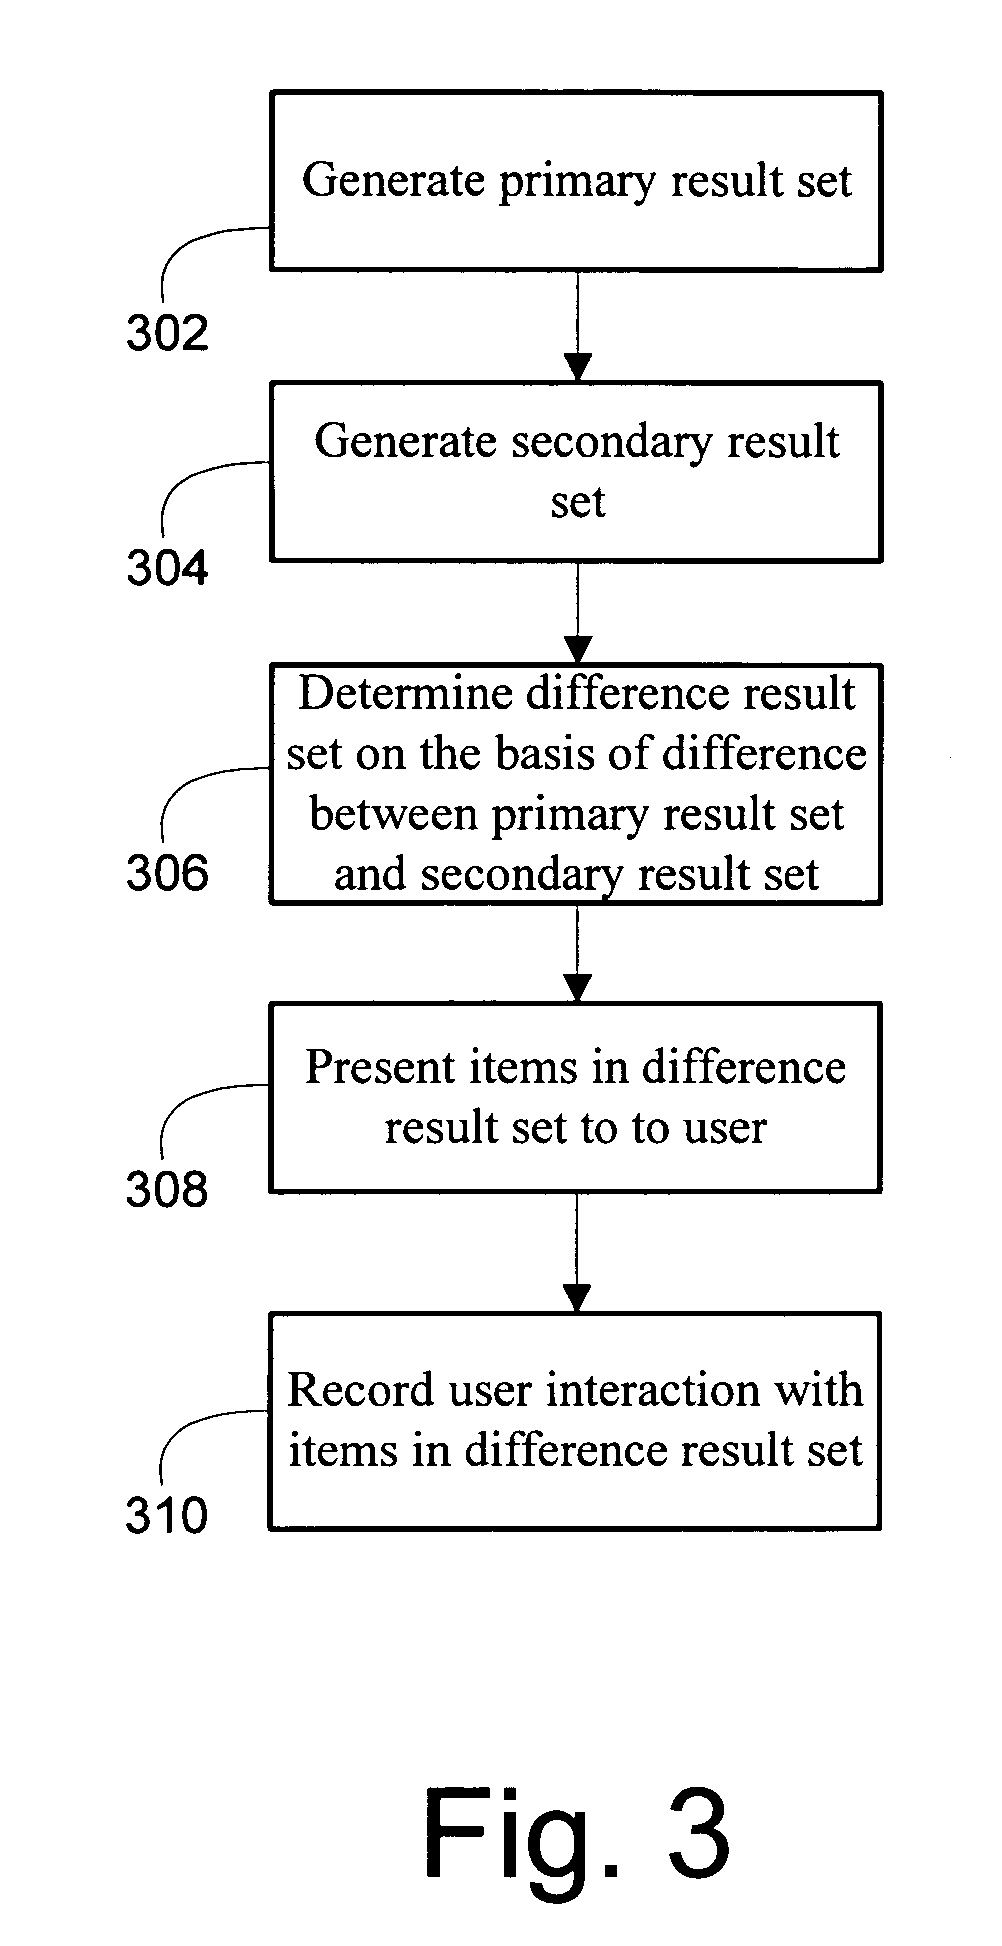 Generate primary result set
302
Generate secondary result
set
304
Determine difference result
set on the basis of difference
between primary result set
and secondary result set
306
Present items in difference
result set to to user
308
Record user interaction with
items in difference result set
310
Fig. 3